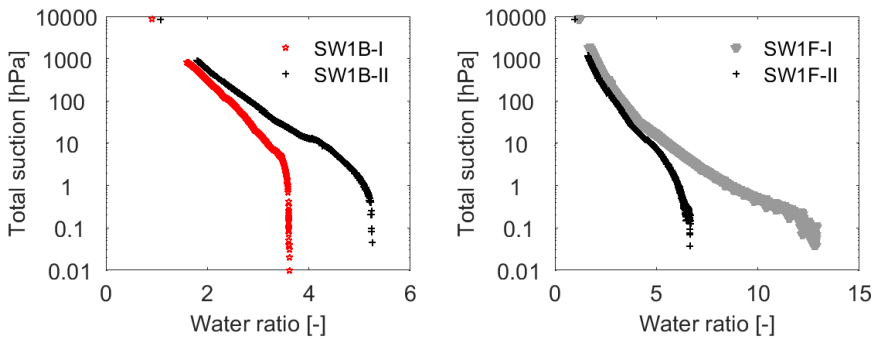 10000
1000
100
10
1
0.1
0.01
Total suction [hPa]
SW1B-I
SW1B-II
0 2 4 6
Water ratio [-]
10000
1000
100
10
1
0.1
0.01
Total suction [hPa]
SW1F-I
SW1F-II
0 5 10 15
Water ratio [-]